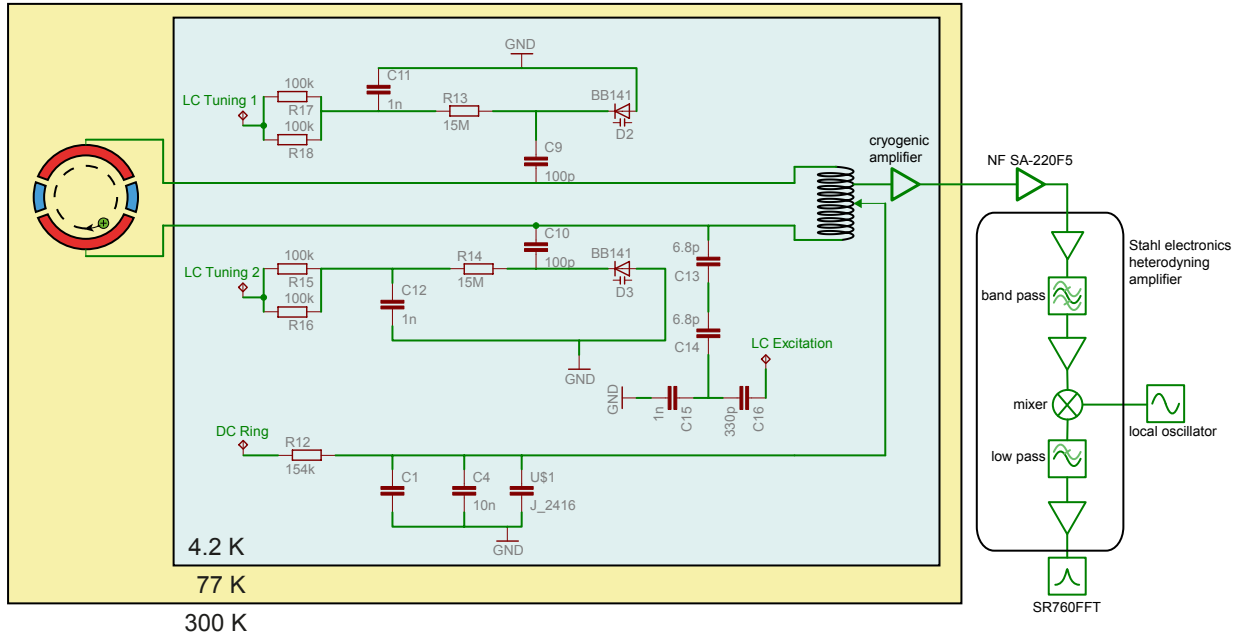 GND
C11
1n
100k
LC Tuning 1
R17
100k
R18
R13
15M
BB141
D2
C9
100p
cryogenic
amplifier
NF SA-220F5
C10
100p
LC Tuning 2
100k
R15
100k
R16
R14
15M
BB141
D3
C12
1n
GND
6.8p
C13
6.8p
C14
LC Excitation
GND
1n
C15
330p
C16
DC Ring
R12
154k
C1
C4
10n
U$1
J_2416
GND
Stahl electronics
heterodyning
amplifier
band pass
mixer
local oscillator
low pass
SR760FFT
4.2 K
77 K
300 K